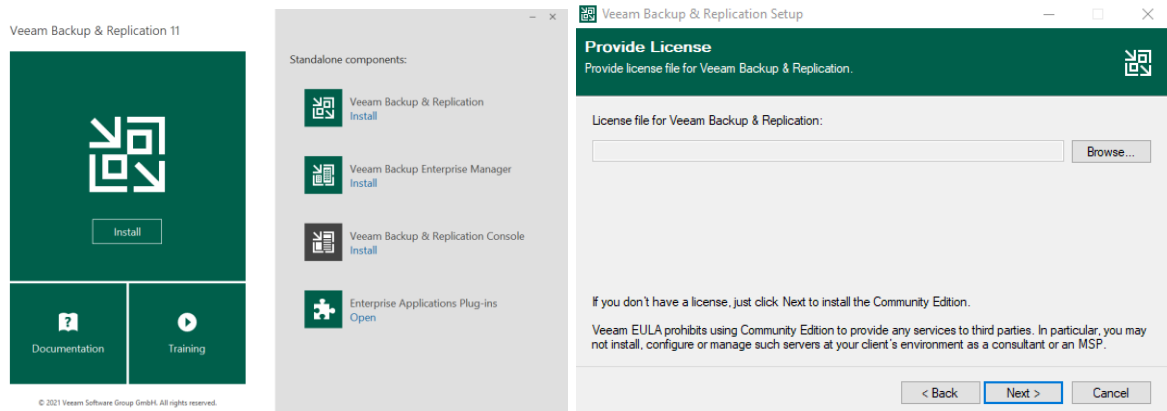 Veeam Backup & Replication 11
Install
Documentation
Training
© 2021 Veeam Software Group GmbH. All rights reserved.
Standalone components:
Veeam Backup & Replication
Install
Veeam Backup Enterprise Manager
Install
Veeam Backup & Replication Console
Install
Enterprise Applications Plug-ins
Open
Veeam Backup & Replication Setup
Provide License
Provide license file for Veeam Backup & Replication.
License file for Veeam Backup & Replication:
Browse...
If you don't have a license, just click Next to install the Community Edition.
Veeam EULA prohibits using Community Edition to provide any services to third parties. In particular, you may
not install, configure or manage such servers at your client's environment as a consultant or an MSP.
< Back
Next >
Cancel